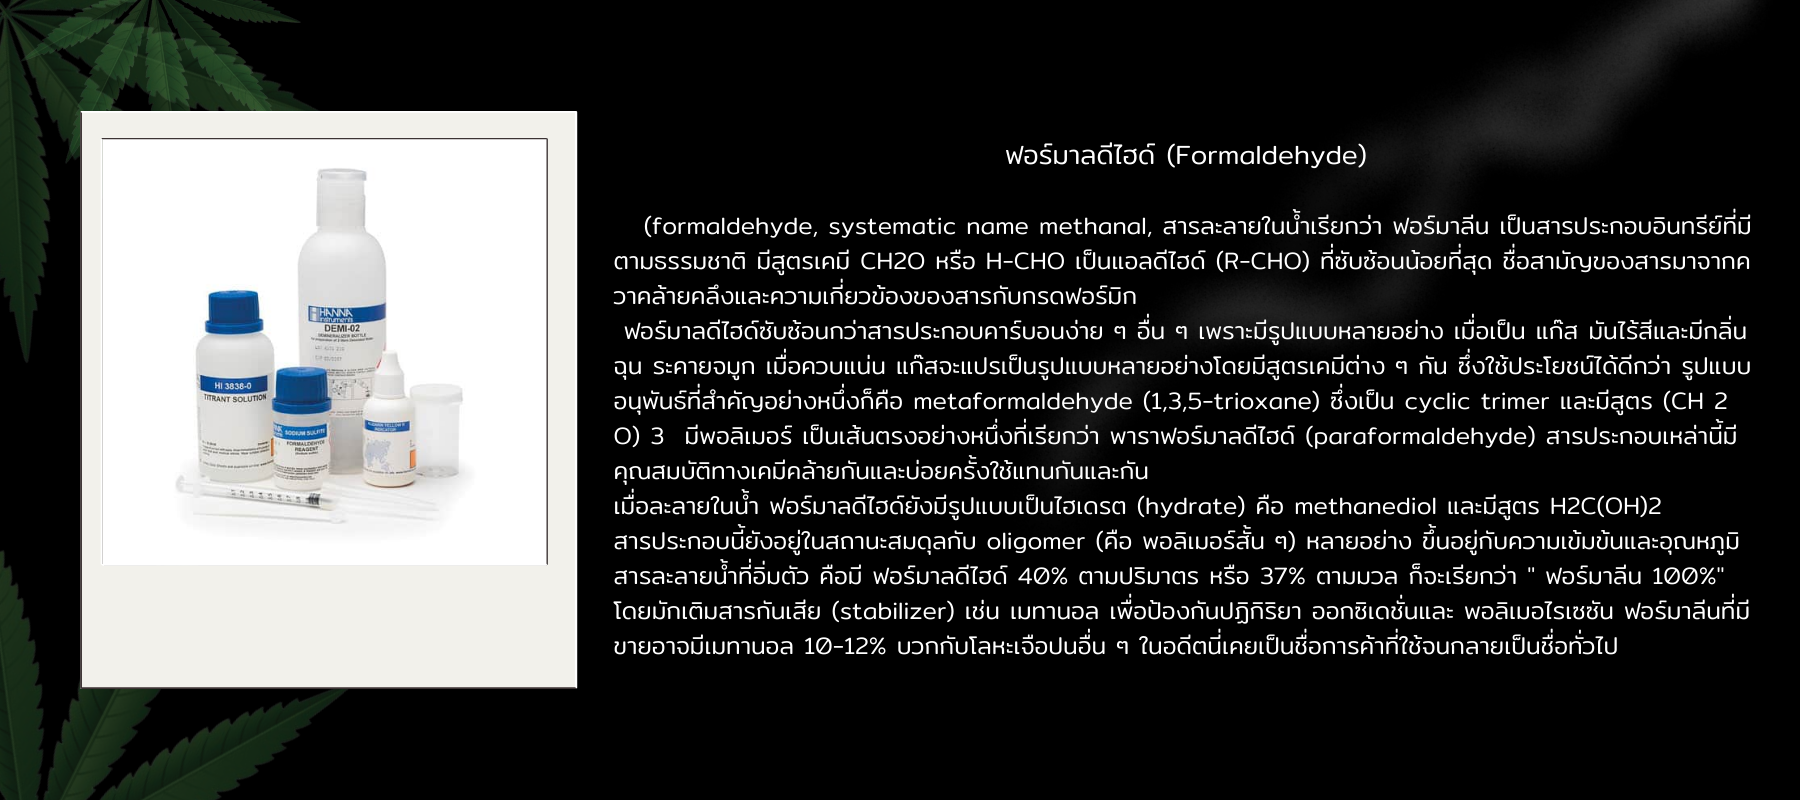 ฟอร์มาลดีไฮด์ (Formaldehyde)
(formaldehyde, systematic name methanal, สารละลายในน้ำเรียกว่า ฟอร์มาลีน เป็นสารประกอบอินทรีย์ที่มี
ตามธรรมชาติ มีสูตรเคมี CH2O หรือ H-CHO เป็นแอลดีไฮด์ (R-CHO) ที่ซับซ้อนน้อยที่สุด ชื่อสามัญของสารมาจากค
วาคล้ายคลึงและความเกี่ยวข้องของสารกับกรดฟอร์มิก
ฟอร์มาลดีไฮด์ซับซ้อนกว่าสารประกอบคาร์บอนง่าย ๆ อื่น ๆ เพราะมีรูปแบบหลายอย่าง เมื่อเป็น แก๊ส มันไร้สีและมีกลิ่น
ฉุน ระคายจมูก เมื่อควบแน่น แก๊สจะแปรเป็นรูปแบบหลายอย่างโดยมีสูตรเคมีต่าง ๆ กัน ซึ่งใช้ประโยชน์ได้ดีกว่า รูปแบบ
อนุพันธ์ที่สำคัญอย่างหนึ่งก็คือ metaformaldehyde (1,3,5-trioxane) ซึ่งเป็น cyclic trimer และมีสูตร (CH 2
O) 3 มีพอลิเมอร์ เป็นเส้นตรงอย่างหนึ่งที่เรียกว่า พาราฟอร์มาลดีไฮด์ (paraformaldehyde) สารประกอบเหล่านี้มี
คุณสมบัติทางเคมีคล้ายกันและบ่อยครั้งใช้แทนกันและกัน
เมื่อละลายในน้ำ ฟอร์มาลดีไฮด์ยังมีรูปแบบเป็นไฮเดรต (hydrate) คือ methanediol และมีสูตร H2C(OH)2
สารประกอบนี้ยังอยู่ในสถานะสมดุลกับ oligomer (คือ พอลิเมอร์สั้น ๆ) หลายอย่าง ขึ้นอยู่กับความเข้มข้นและอุณหภูมิ
สารละลายน้ำที่อิ่มตัว คือมี ฟอร์มาลดีไฮด์ 40% ตามปริมาตร หรือ 37% ตามมวล ก็จะเรียกว่า " ฟอร์มาลีน 100%"
โดยมักเติมสารกันเสีย (stabilizer) เช่น เมทานอล เพื่อป้องกันปฏิกิริยา ออกซิเดชั่นและ พอลิเมอไรเซซัน ฟอร์มาลีนที่มี
ขายอาจมีเมทานอล 10-12% บวกกับโลหะเจือปนอื่น ๆ ในอดีตนี่เคยเป็นชื่อการค้าที่ใช้จนกลายเป็นชื่อทั่วไป
HANNA
instruments
DEMI-02
DEMINERALIZER BOTTLE
HI 3838-0
TITRANT SOLUTION
SODIUM SULFITE
FORMALDEHYDE
REAGENT
INDICATOR